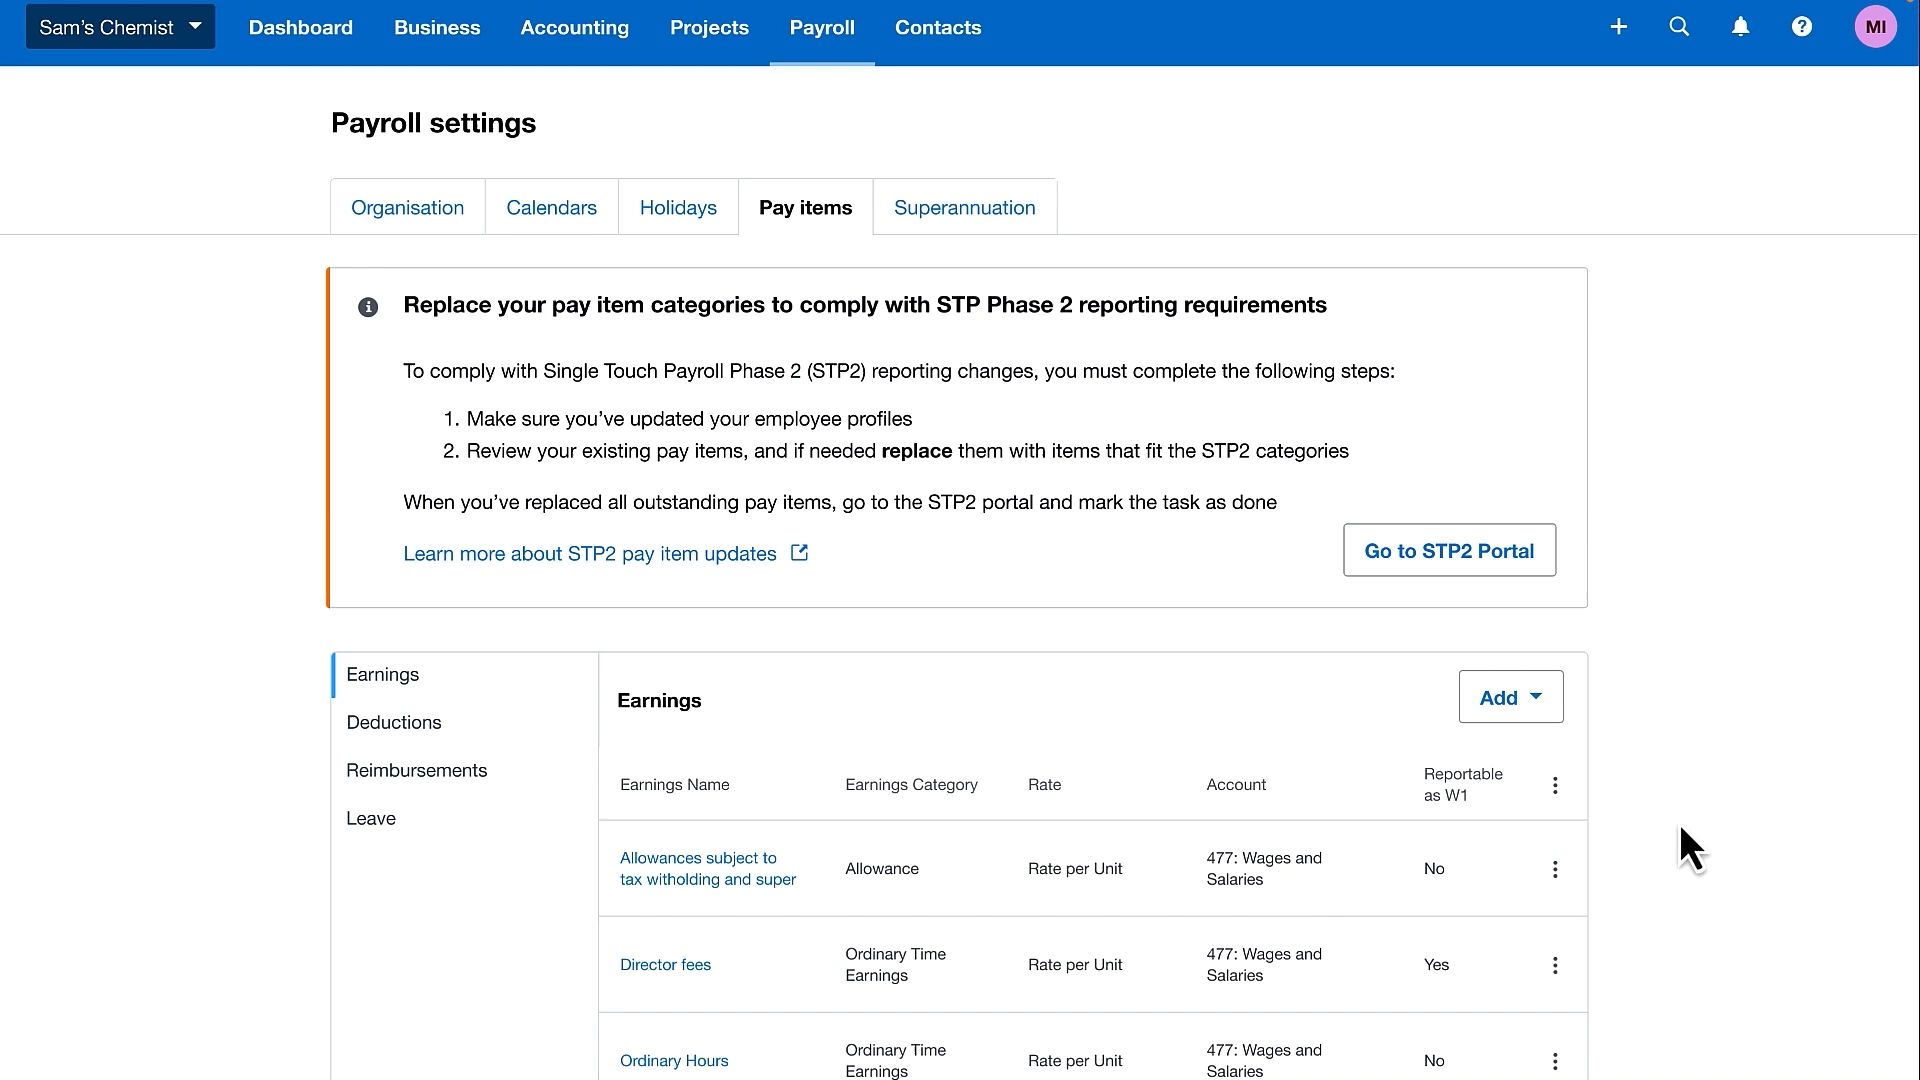 Sam’s Chemist
Dashboard
Business
Accounting
Projects
Payroll
Contacts
MI
Payroll settings
Organisation
Calendars
Holidays
Pay items
Superannuation
Replace your pay item categories to comply with STP Phase 2 reporting requirements
To comply with Single Touch Payroll Phase 2 (STP2) reporting changes, you must complete the following steps:
1. Make sure you’ve updated your employee profiles
2. Review your existing pay items, and if needed replace them with items that fit the STP2 categories
When you’ve replaced all outstanding pay items, go to the STP2 portal and mark the task as done
Learn more about STP2 pay item updates
Go to STP2 Portal
Earnings
Deductions
Reimbursements
Leave
Earnings
Add
Earnings Name
Earnings Category
Rate
Account
Reportable
as W1
Allowances subject to
tax witholding and super
Allowance
Rate per Unit
477: Wages and
Salaries
No
Director fees
Ordinary Time
Earnings
Rate per Unit
477: Wages and
Salaries
Yes
Ordinary Hours
Ordinary Time
Earnings
Rate per Unit
477: Wages and
Salaries
No